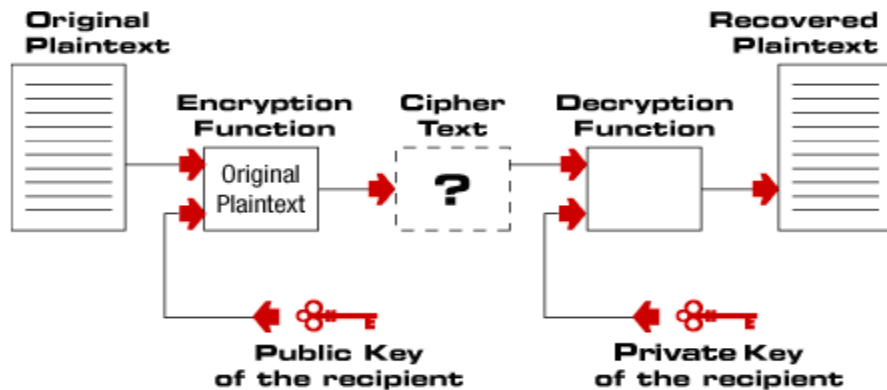 Original
Plaintext
Recovered
Plaintext
Encryption
Function
Cipher
Text
Decryption
Function
Original
Plaintext
?
Public Key
of the recipient
Private Key
of the recipient